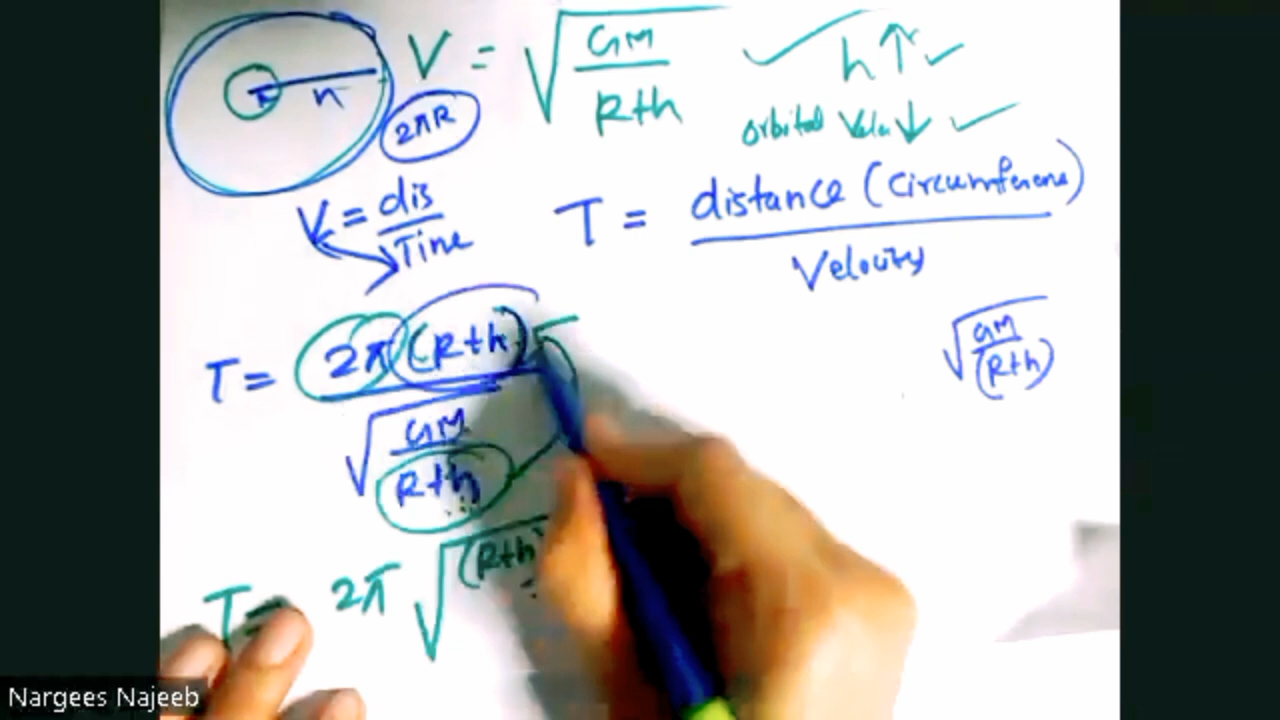 V = √(GM / R+h) ✓ h↑ ✓
2πR
orbital Velo ↓ ✓
V = dis / Time
T = distance (Circumference) / Velocity
T = 2π (R+h) / √(GM / R+h)
√(GM / (R+h))
T = 2π √(R+h)
Nargees Najeeb